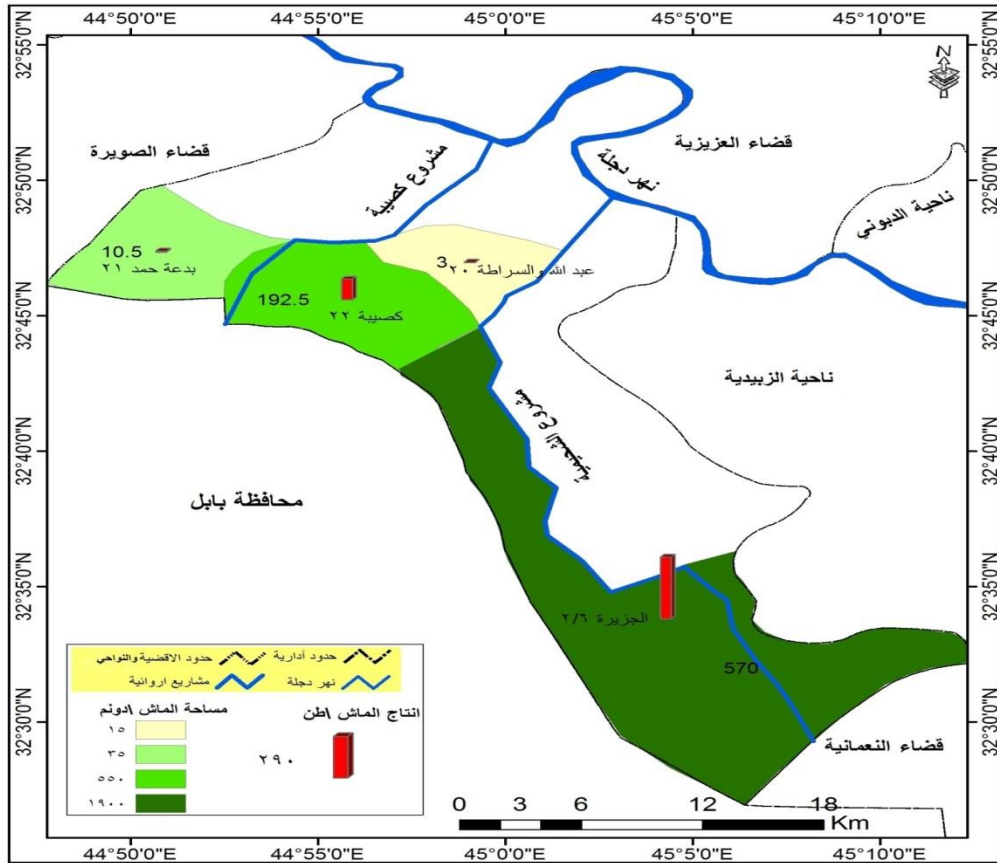 44°50'0"E
44°55'0"E
45°0'0"E
45°5'0"E
45°10'0"E
32°55'0"N
32°55'0"N
N
قضاء الصويرة
مشروع كصيبة
نهر دجلة
قضاء العزيزية
32°50'0"N
32°50'0"N
ناحية الدبوني
10.5
بدعة حمد ٢١
3
عبد الله والسراطة ٢٠
192.5
كصيبة ٢٢
32°45'0"N
32°45'0"N
ناحية الزبيدية
مشروع الشحيمية
32°40'0"N
32°40'0"N
محافظة بابل
32°35'0"N
32°35'0"N
الجزيرة ٢/٦
570
قضاء النعمانية
32°30'0"N
32°30'0"N
حدود أدارية
حدود الاقضية والنواحي
نهر دجلة
مشاريع اروائية
انتاج الماش \طن
٢٩٠
مساحة الماش \دونم
١٥
٣٥
٥٥٠
١٩٠٠
0 3 6 12 18
Km
44°50'0"E
44°55'0"E
45°0'0"E
45°5'0"E
45°10'0"E